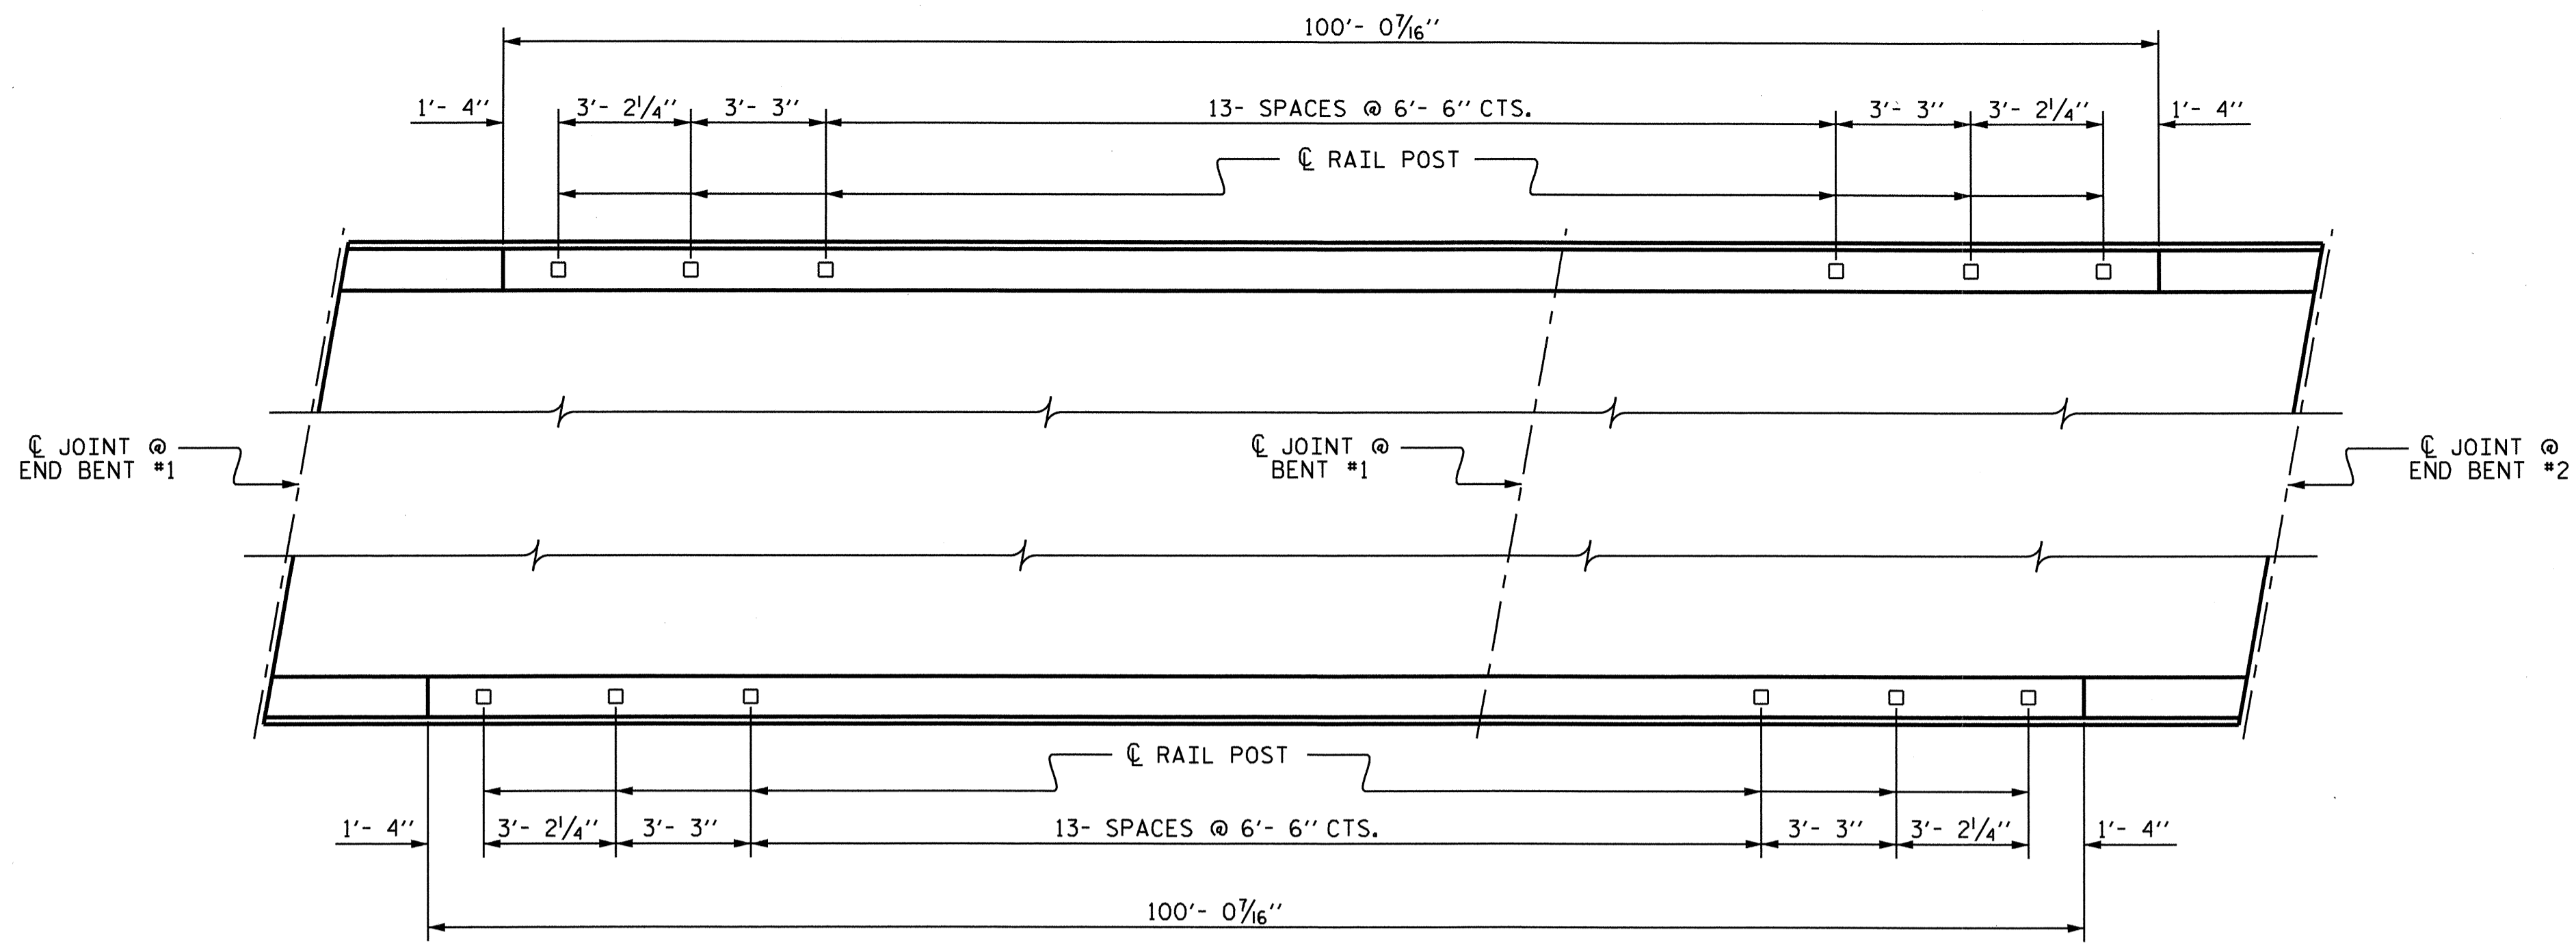 100'- 0 7/16''
1'- 4'' 3'- 2 1/4'' 3'- 3'' 13- SPACES @ 6'- 6'' CTS. 3'- 3'' 3'- 2 1/4'' 1'- 4''
℄ RAIL POST
℄ JOINT @
END BENT #1
℄ JOINT @
BENT #1
℄ JOINT @
END BENT #2
℄ RAIL POST
1'- 4'' 3'- 2 1/4'' 3'- 3'' 13- SPACES @ 6'- 6'' CTS. 3'- 3'' 3'- 2 1/4'' 1'- 4''
100'- 0 7/16''